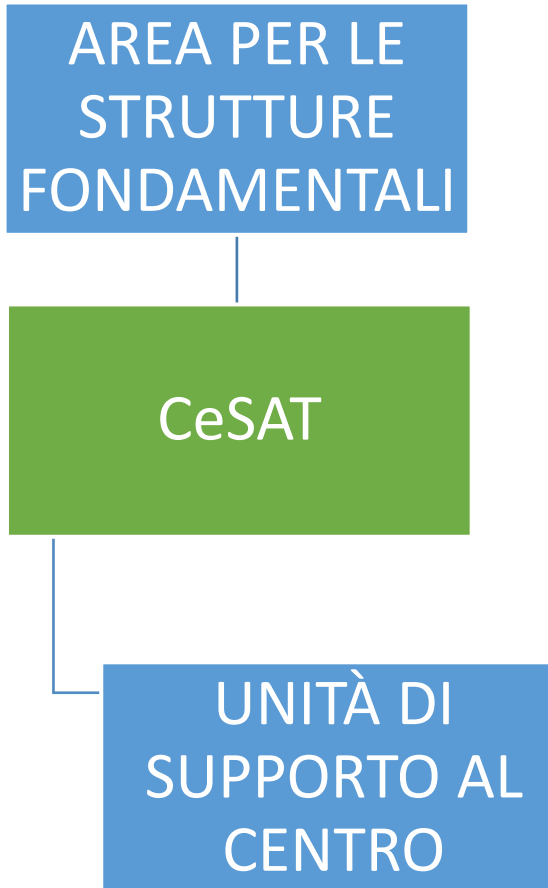 AREA PER LE
STRUTTURE
FONDAMENTALI
CeSAT
UNITÀ DI
SUPPORTO AL
CENTRO